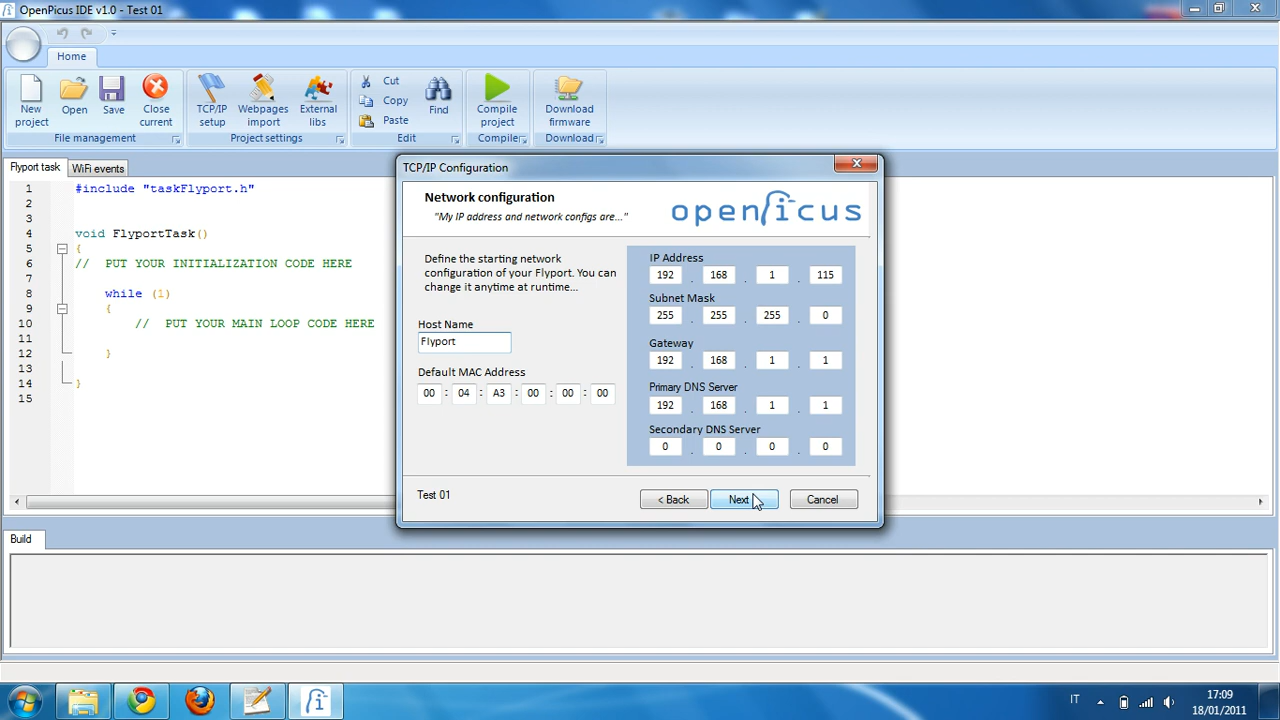 OpenPicus IDE v1.0 - Test 01
Home
New project
Open
Save
Close current
TCP/IP setup
Webpages import
External libs
Cut
Copy
Paste
Find
Compile project
Download firmware
File management
Project settings
Edit
Compile
Download
Flyport task
WiFi events
1 #include "taskFlyport.h"
2
3
4 void FlyportTask()
5 {
6 // PUT YOUR INITIALIZATION CODE HERE
7
8 while (1)
9 {
10 // PUT YOUR MAIN LOOP CODE HERE
11
12 }
13
14 }
15
TCP/IP Configuration
Network configuration
"My IP address and network configs are..."
openPicus
Define the starting network
configuration of your Flyport. You can
change it anytime at runtime...
Host Name
Flyport
Default MAC Address
00 : 04 : A3 : 00 : 00 : 00
IP Address
192 . 168 . 1 . 115
Subnet Mask
255 . 255 . 255 . 0
Gateway
192 . 168 . 1 . 1
Primary DNS Server
192 . 168 . 1 . 1
Secondary DNS Server
0 . 0 . 0 . 0
Test 01
< Back
Next
Cancel
Build
IT
17:09
18/01/2011